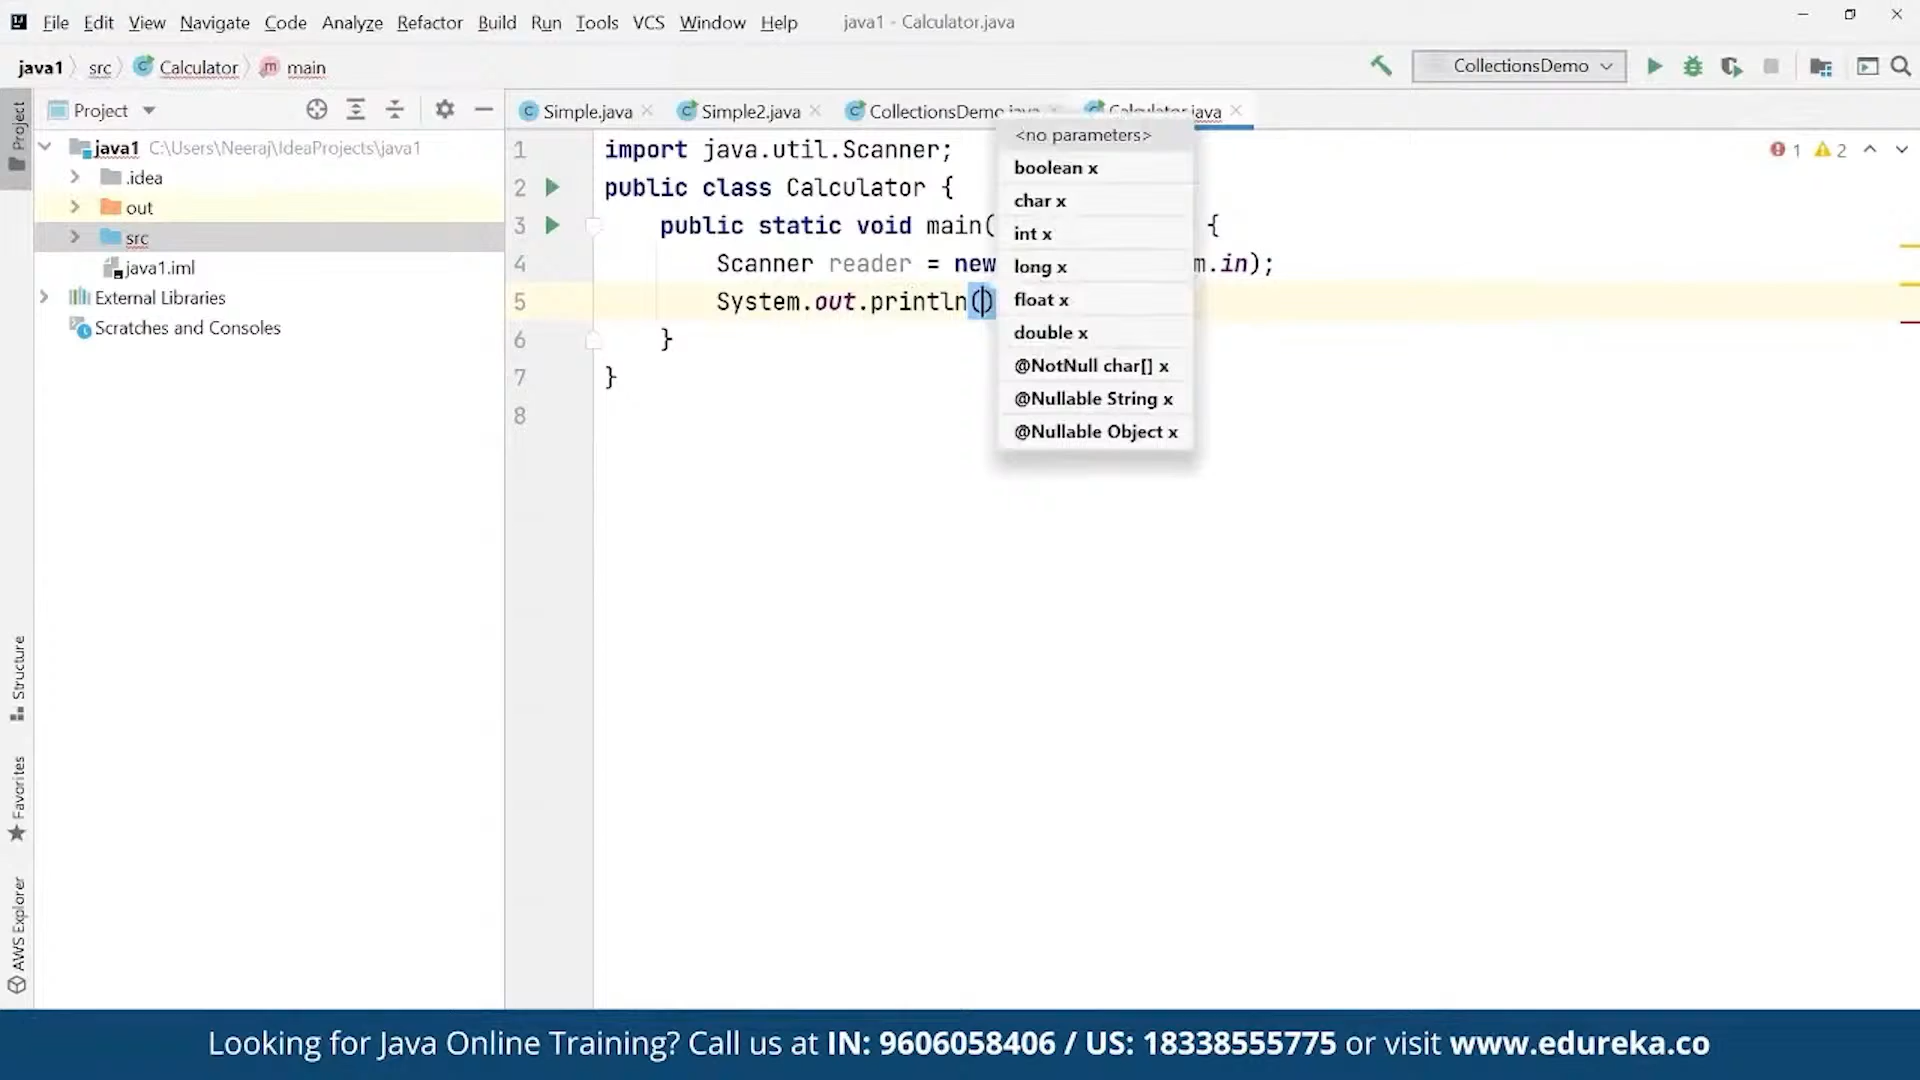 File Edit View Navigate Code Analyze Refactor Build Run Tools VCS Window Help java1 - Calculator.java
java1 src Calculator main
CollectionsDemo
Project
Simple.java Simple2.java CollectionsDemo.java Calculator.java
java1 C:\Users\Neeraj\IdeaProjects\java1
.idea
out
src
java1.iml
External Libraries
Scratches and Consoles
Project
Structure
Favorites
AWS Explorer
1 import java.util.Scanner;
2 public class Calculator {
3 public static void main( {
4 Scanner reader = new m.in);
5 System.out.println()
6 }
7 }
8
<no parameters>
boolean x
char x
int x
long x
float x
double x
@NotNull char[] x
@Nullable String x
@Nullable Object x
1 2
Looking for Java Online Training? Call us at IN: 9606058406 / US: 18338555775 or visit www.edureka.co